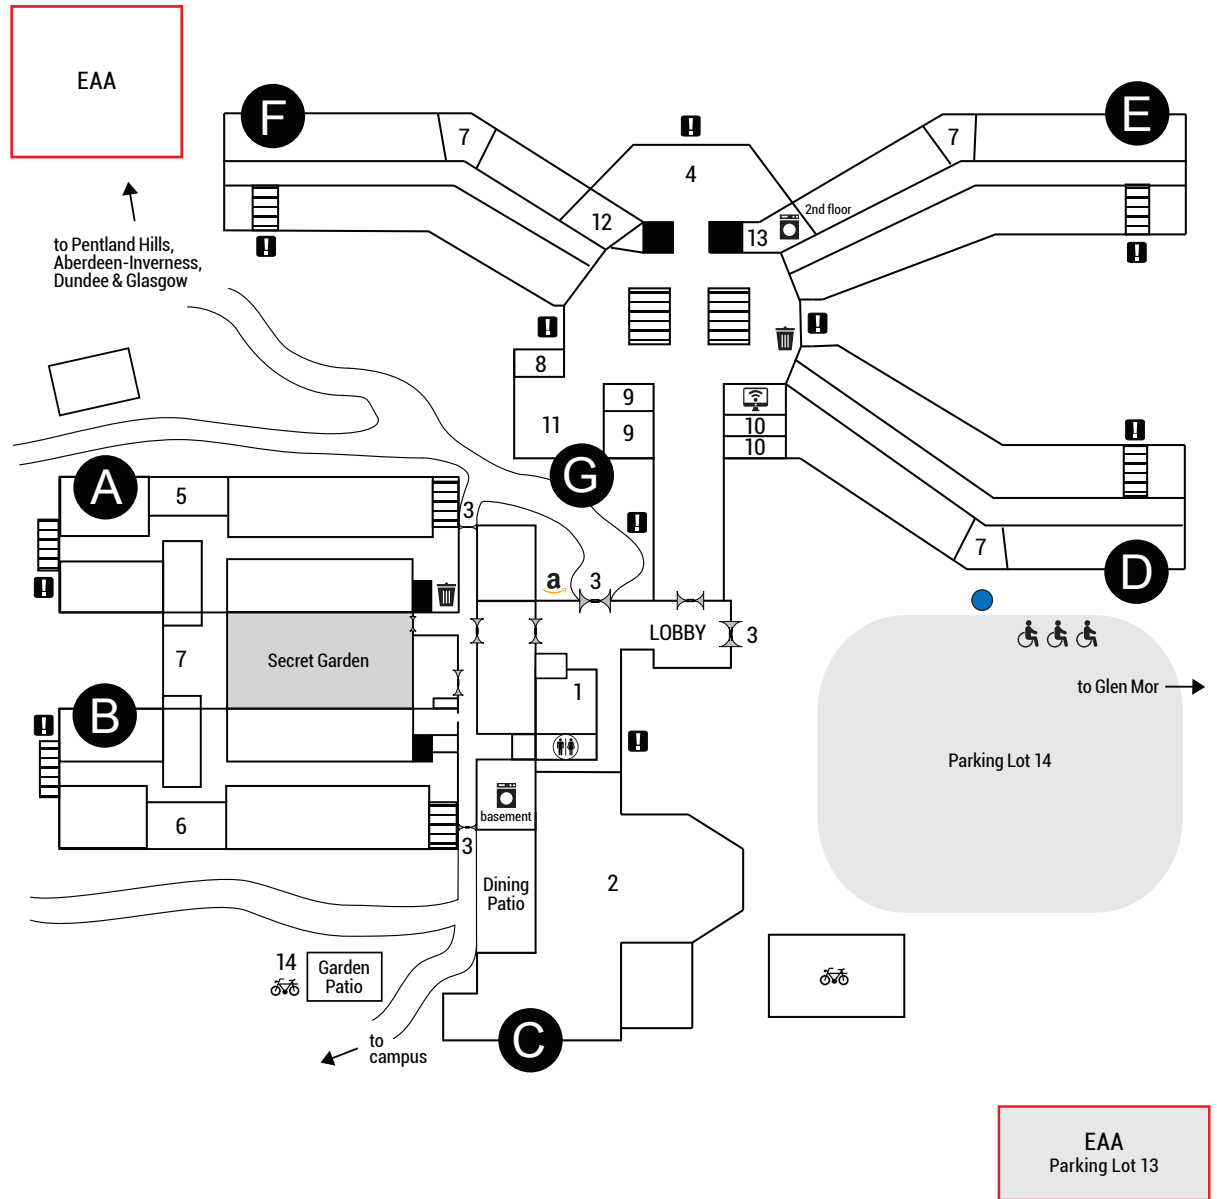 EAA
F
7
4
7
E
12
13
2nd floor
to Pentland Hills,
Aberdeen-Inverness,
Dundee & Glasgow
8
9
9
11
10
10
A
5
3
G
7
D
a
3
LOBBY
3
Secret Garden
7
1
to Glen Mor
B
Parking Lot 14
6
basement
3
Dining
Patio
2
14
Garden
Patio
C
to
campus
EAA
Parking Lot 13